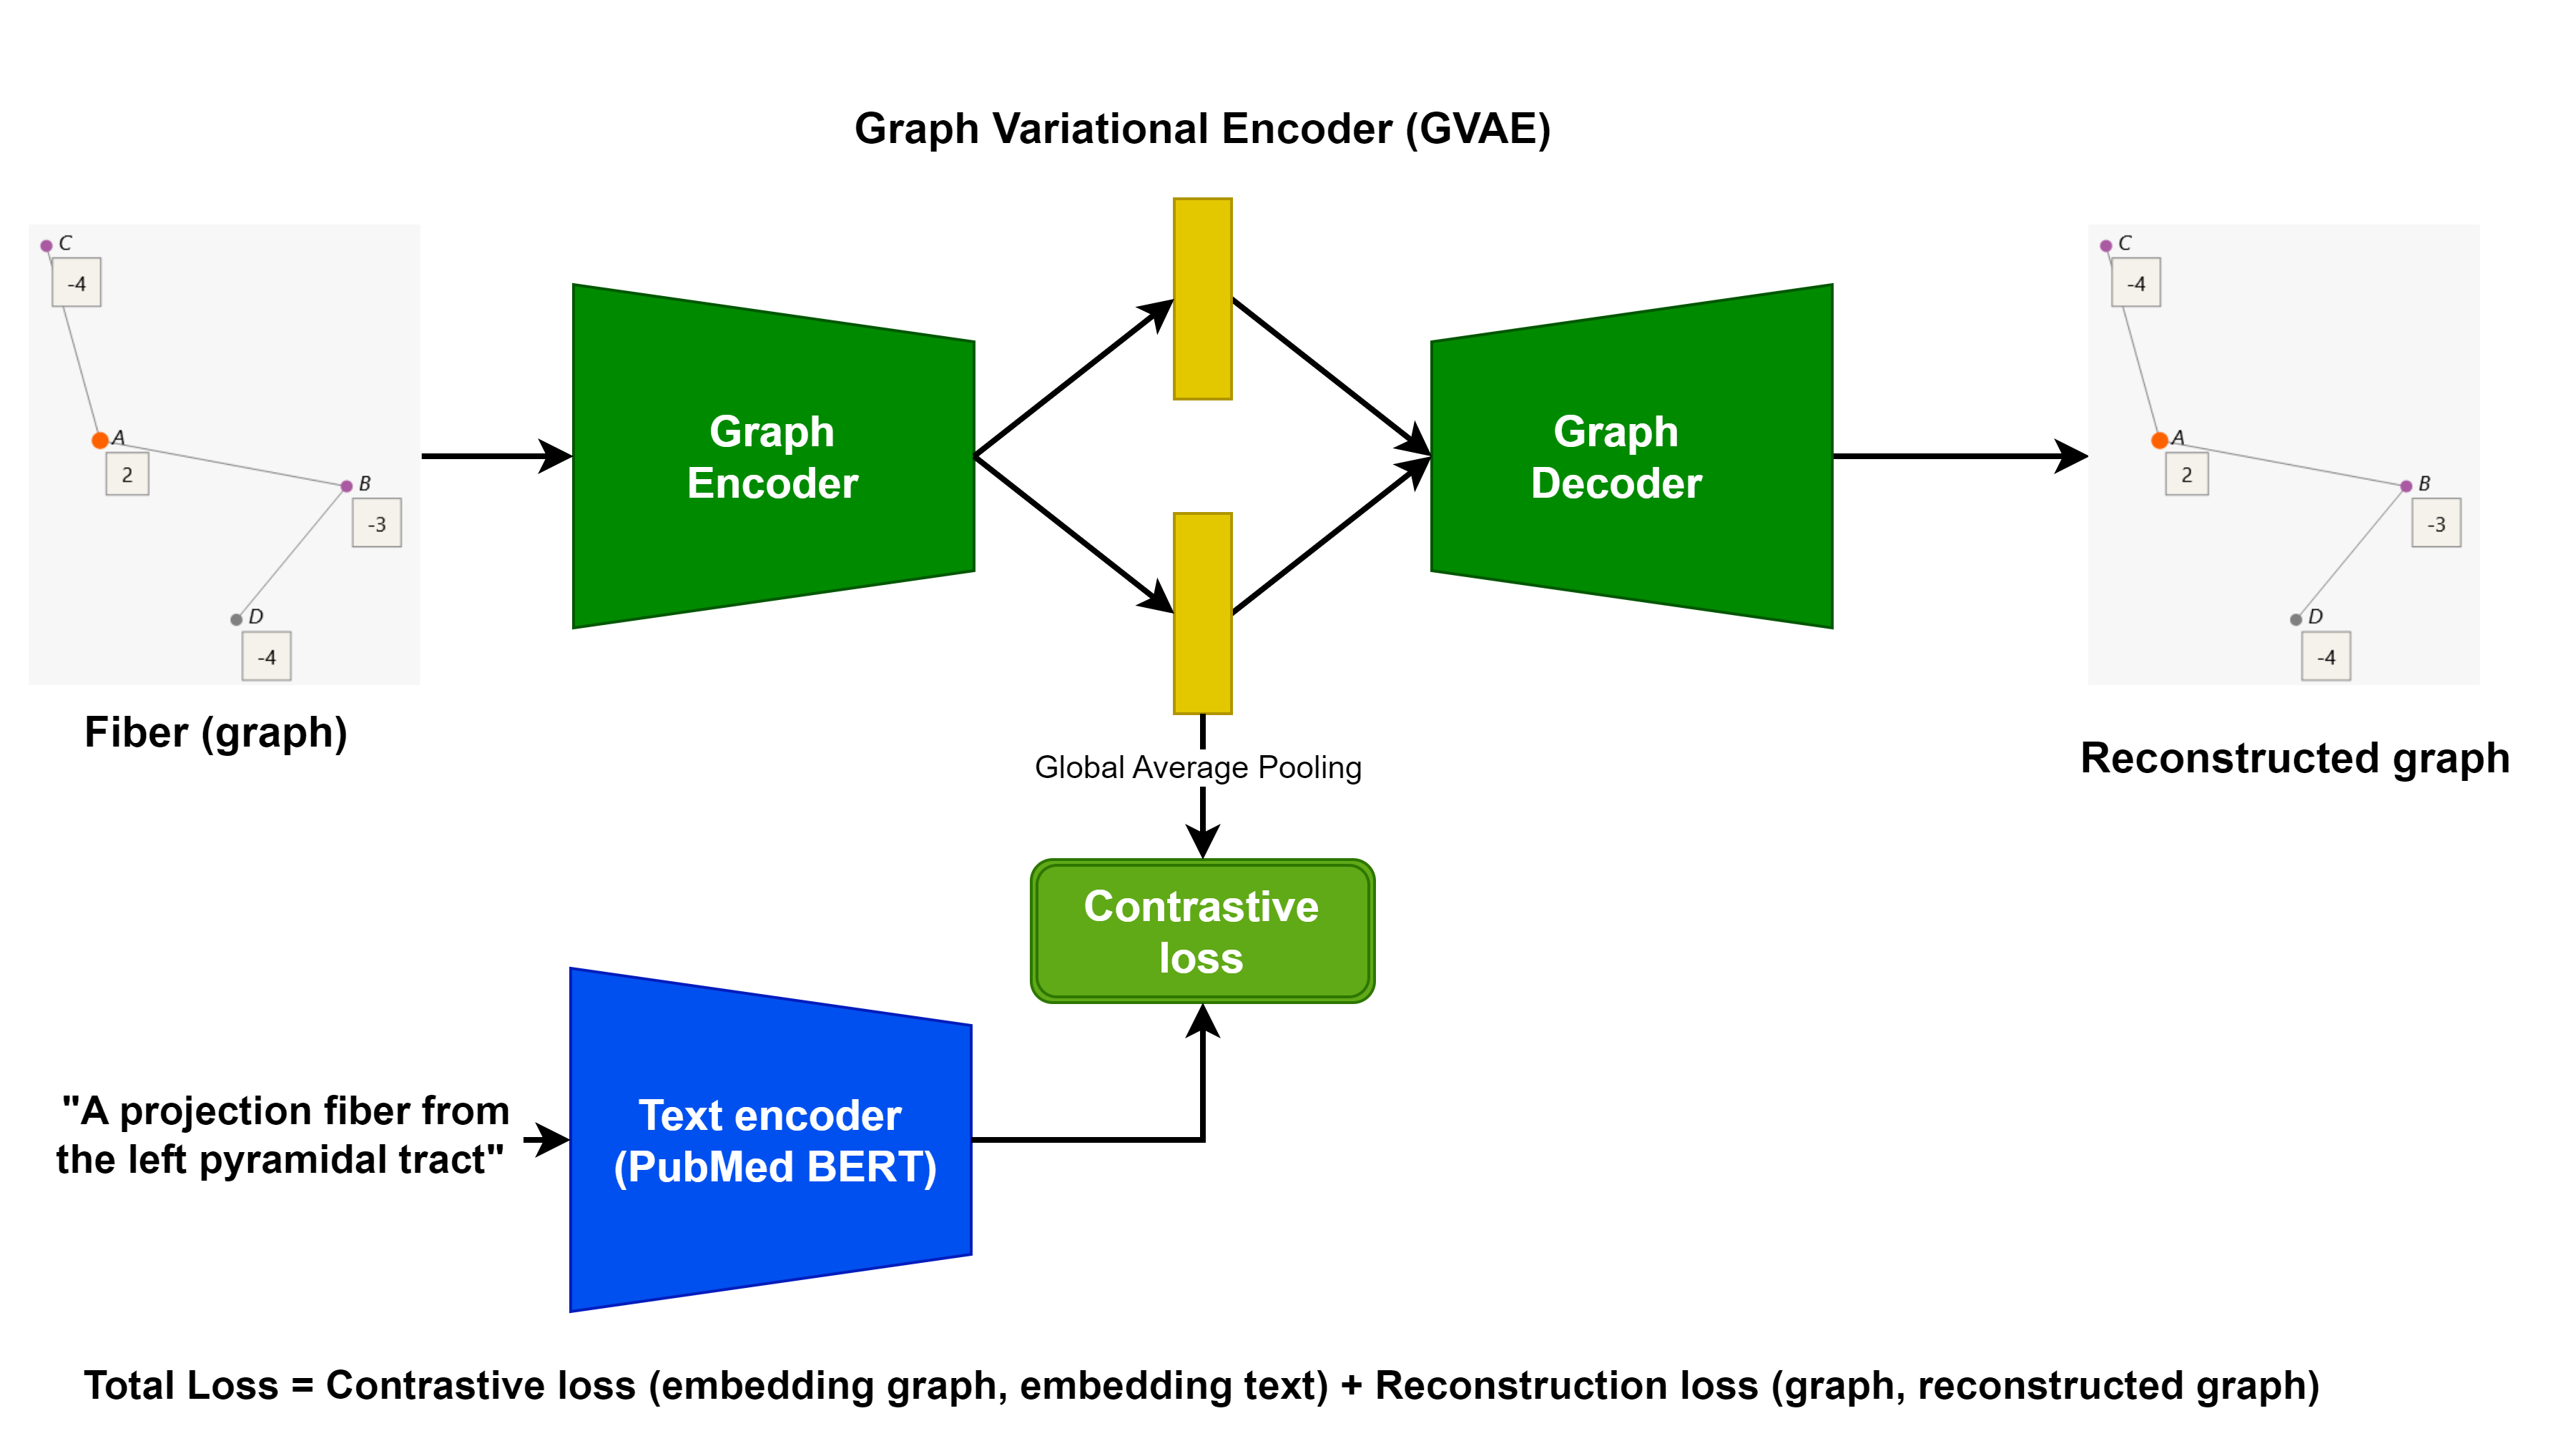 Graph Variational Encoder (GVAE)
C
-4
A
2
B
-3
D
-4
Fiber (graph)
Graph
Encoder
Graph
Decoder
C
-4
A
2
B
-3
D
-4
Reconstructed graph
Global Average Pooling
Contrastive
loss
"A projection fiber from
the left pyramidal tract"
Text encoder
(PubMed BERT)
Total Loss = Contrastive loss (embedding graph, embedding text) + Reconstruction loss (graph, reconstructed graph)